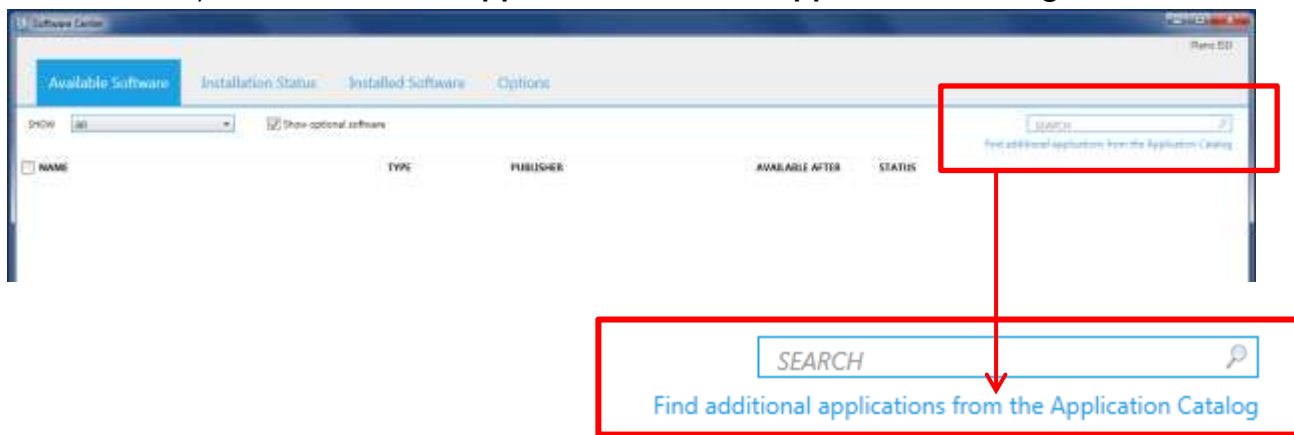 Software Center
Plano ISD
Available Software Installation Status Installed Software Options
SHOW All Show optional software SEARCH
Find additional applications from the Application Catalog
NAME TYPE PUBLISHER AVAILABLE AFTER STATUS
SEARCH
Find additional applications from the Application Catalog